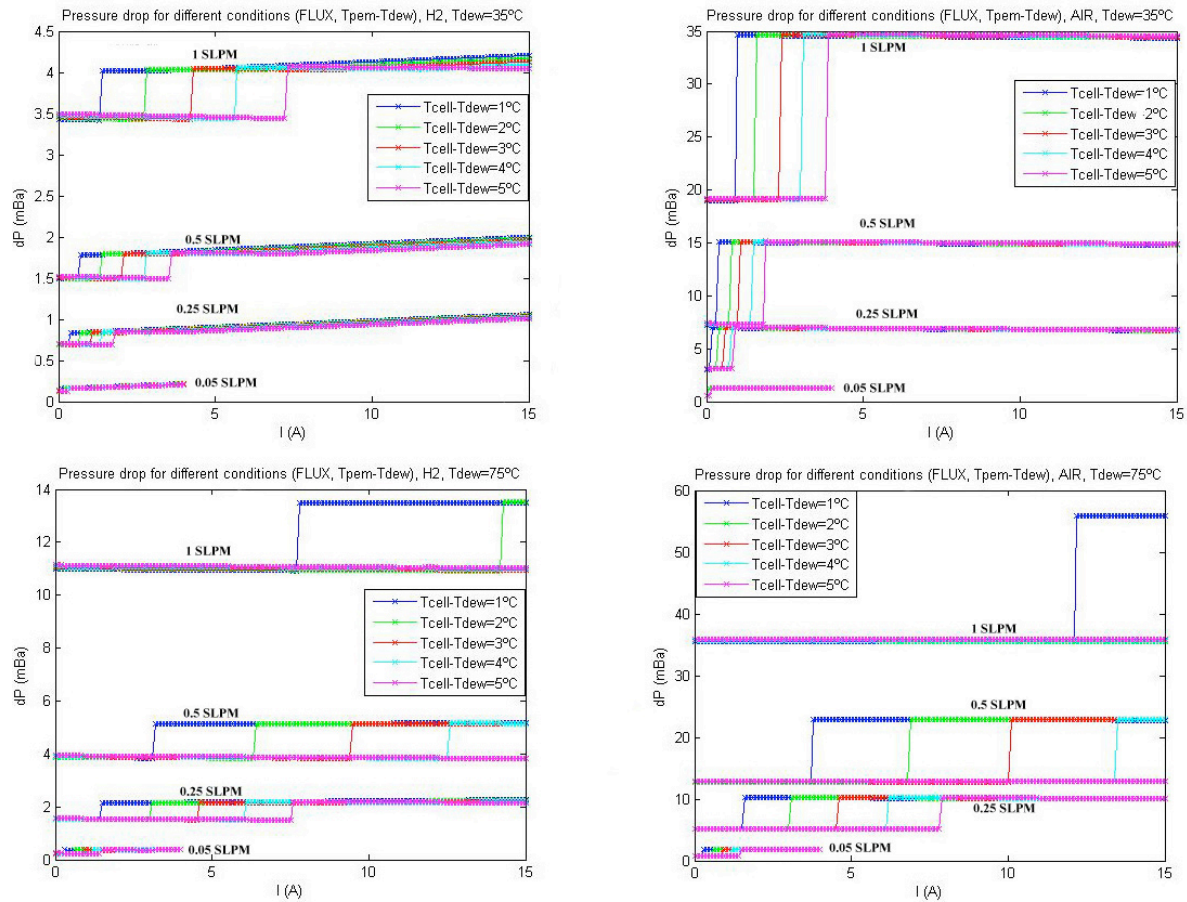 Pressure drop for different conditions (FLUX, Tpem-Tdew), H2, Tdew=35ºC
4.5
4
3.5
3
2.5
2
1.5
1
0.5
0
dP (mBa)
1 SLPM
0.5 SLPM
0.25 SLPM
0.05 SLPM
Tcell-Tdew=1ºC
Tcell-Tdew=2ºC
Tcell-Tdew=3ºC
Tcell-Tdew=4ºC
Tcell-Tdew=5ºC
0 5 10 15
I (A)
Pressure drop for different conditions (FLUX, Tpem-Tdew), AIR, Tdew=35ºC
35
30
25
20
15
10
5
0
dP (mBa)
1 SLPM
0.5 SLPM
0.25 SLPM
0.05 SLPM
Tcell-Tdew=1ºC
Tcell-Tdew 2ºC
Tcell-Tdew=3ºC
Tcell-Tdew=4ºC
Tcell-Tdew=5ºC
0 5 10 15
I (A)
Pressure drop for different conditions (FLUX, Tpem-Tdew), H2, Tdew=75ºC
14
12
10
8
6
4
2
0
dP (mBa)
1 SLPM
0.5 SLPM
0.25 SLPM
0.05 SLPM
Tcell-Tdew=1ºC
Tcell-Tdew=2ºC
Tcell-Tdew=3ºC
Tcell-Tdew=4ºC
Tcell-Tdew=5ºC
0 5 10 15
I (A)
Pressure drop for different conditions (FLUX, Tpem-Tdew), AIR, Tdew=75ºC
60
50
40
30
20
10
0
dP (mBa)
Tcell-Tdew=1ºC
Tcell-Tdew=2ºC
Tcell-Tdew=3ºC
Tcell-Tdew=4ºC
Tcell-Tdew=5ºC
1 SLPM
0.5 SLPM
0.25 SLPM
0.05 SLPM
0 5 10 15
I (A)